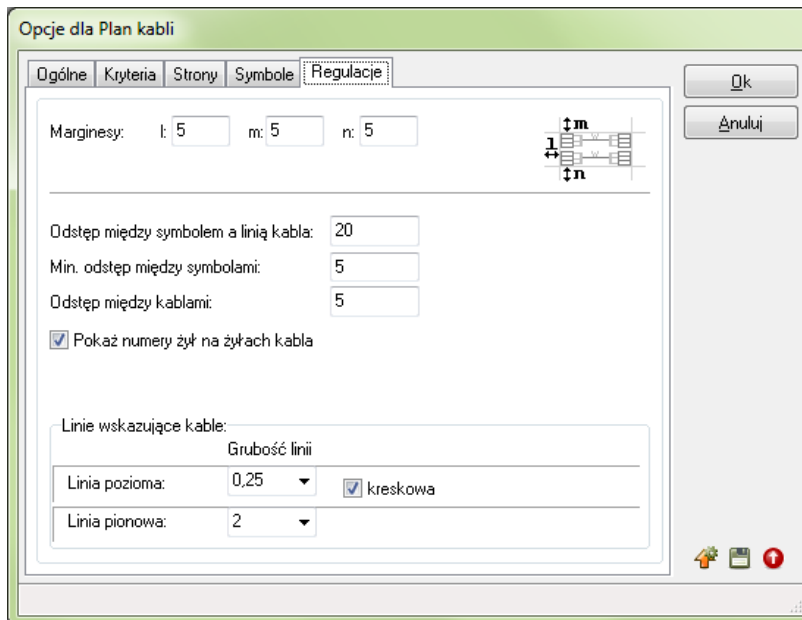 Opcje dla Plan kabli
Ogólne Kryteria Strony Symbole Regulacje
Ok
Anuluj
Marginesy: l: 5 m: 5 n: 5
m
l
n
Odstęp między symbolem a linią kabla: 20
Min. odstęp między symbolami: 5
Odstęp między kablami: 5
Pokaż numery żył na żyłach kabla
Linie wskazujące kable:
Grubość linii
Linia pozioma: 0,25 kreskowa
Linia pionowa: 2